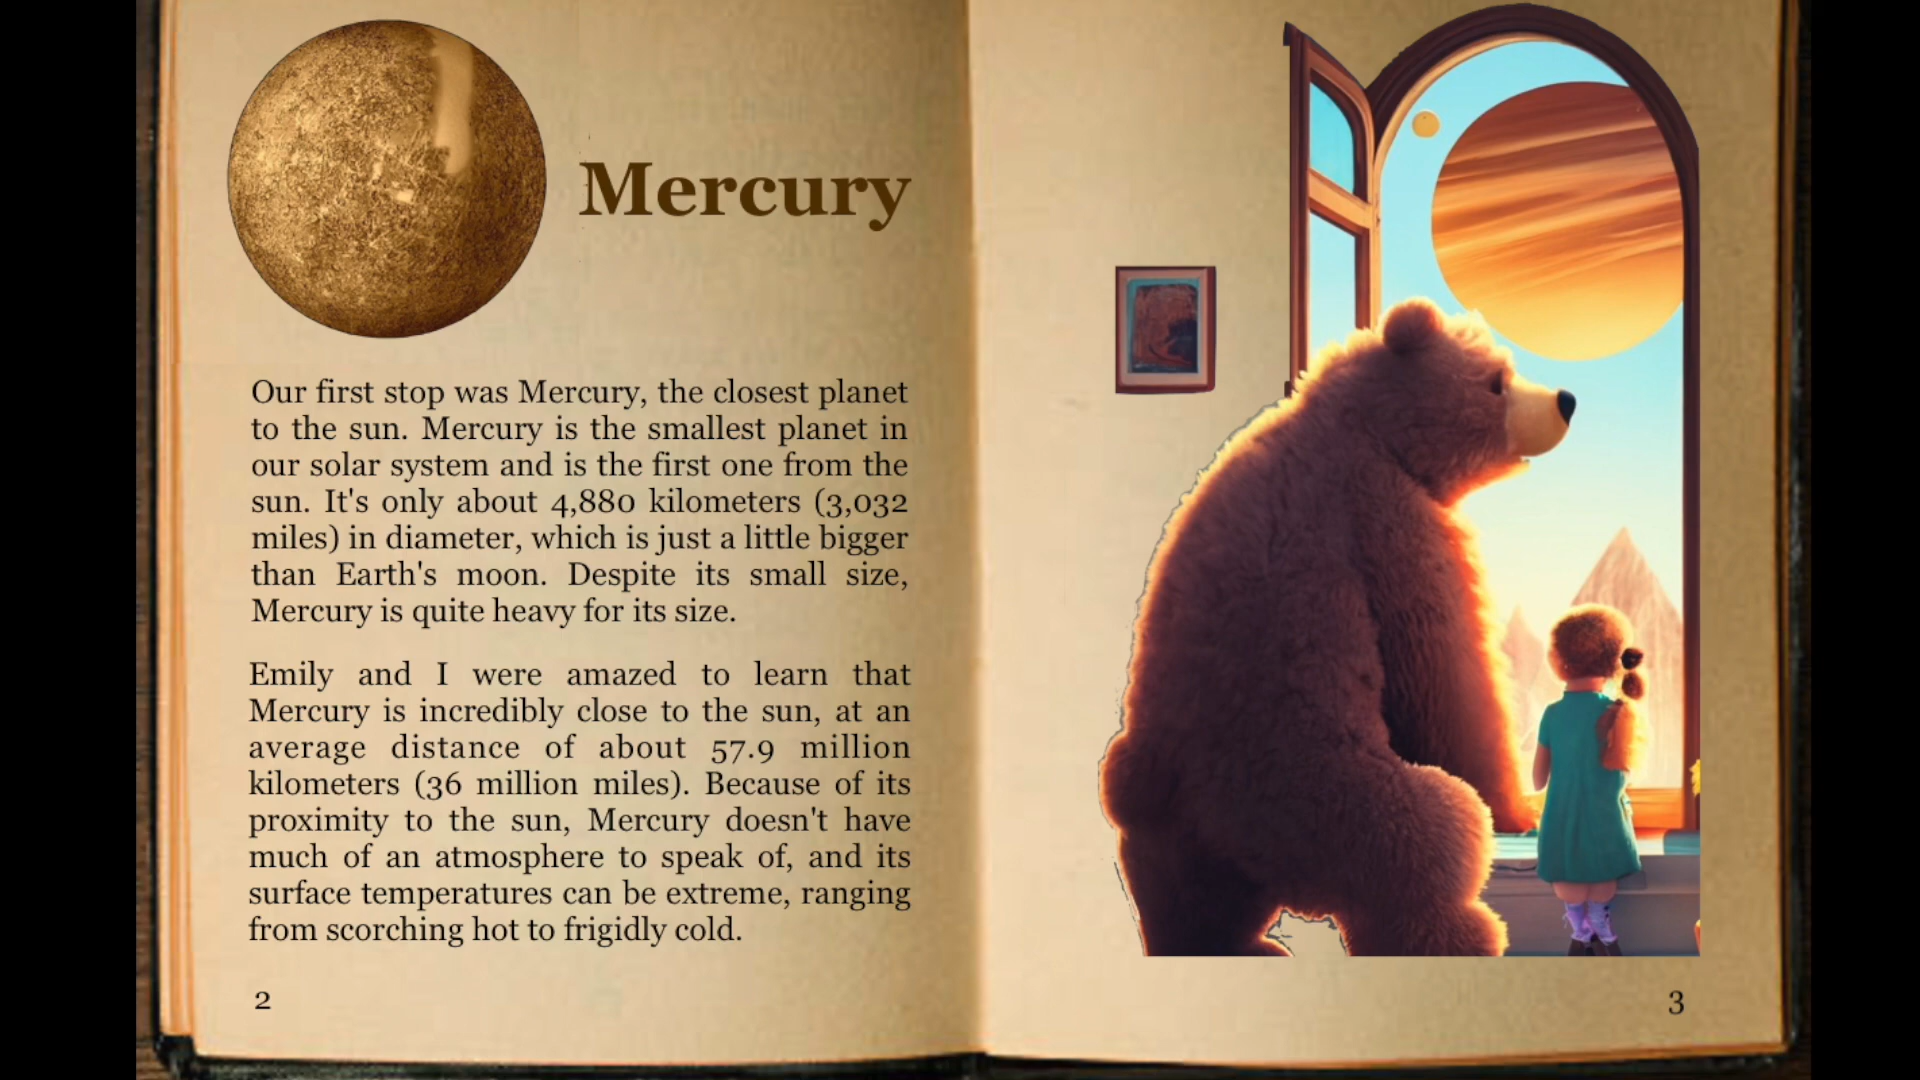 Mercury
Our first stop was Mercury, the closest planet
to the sun. Mercury is the smallest planet in
our solar system and is the first one from the
sun. It's only about 4,880 kilometers (3,032
miles) in diameter, which is just a little bigger
than Earth's moon. Despite its small size,
Mercury is quite heavy for its size.
Emily and I were amazed to learn that
Mercury is incredibly close to the sun, at an
average distance of about 57.9 million
kilometers (36 million miles). Because of its
proximity to the sun, Mercury doesn't have
much of an atmosphere to speak of, and its
surface temperatures can be extreme, ranging
from scorching hot to frigidly cold.
2
3